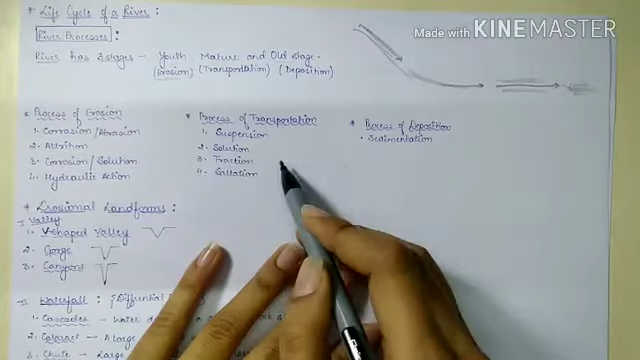 Made with KINEMASTER
* Life Cycle of a River :
River Processes :
River has 3 stages - Youth, Mature and Old stage.
(Erosion) (Transportation) (Deposition)
* Process of Erosion
1. Corrosion/Abrasion
2. Attrition
3. Corrosion/Solution
4. Hydraulic Action
* Process of Transportation
1. Suspension
2. Solution
3. Traction
4. Saltation
* Process of Deposition
• Sedimentation
* Erosional Landforms :
I Valley
1. V-shaped Valley
2. Gorge
3. Canyons
II Waterfall : (Differential
1. Cascades - Water
2. Cataract - A large
3. Chute - Large